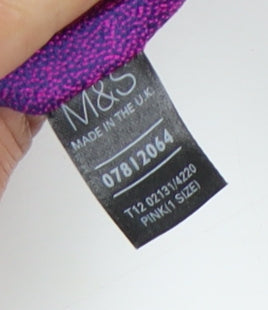 M&S
MADE IN THE U.K.
07812064
T12 02131/4220
PINK(1 SIZE)